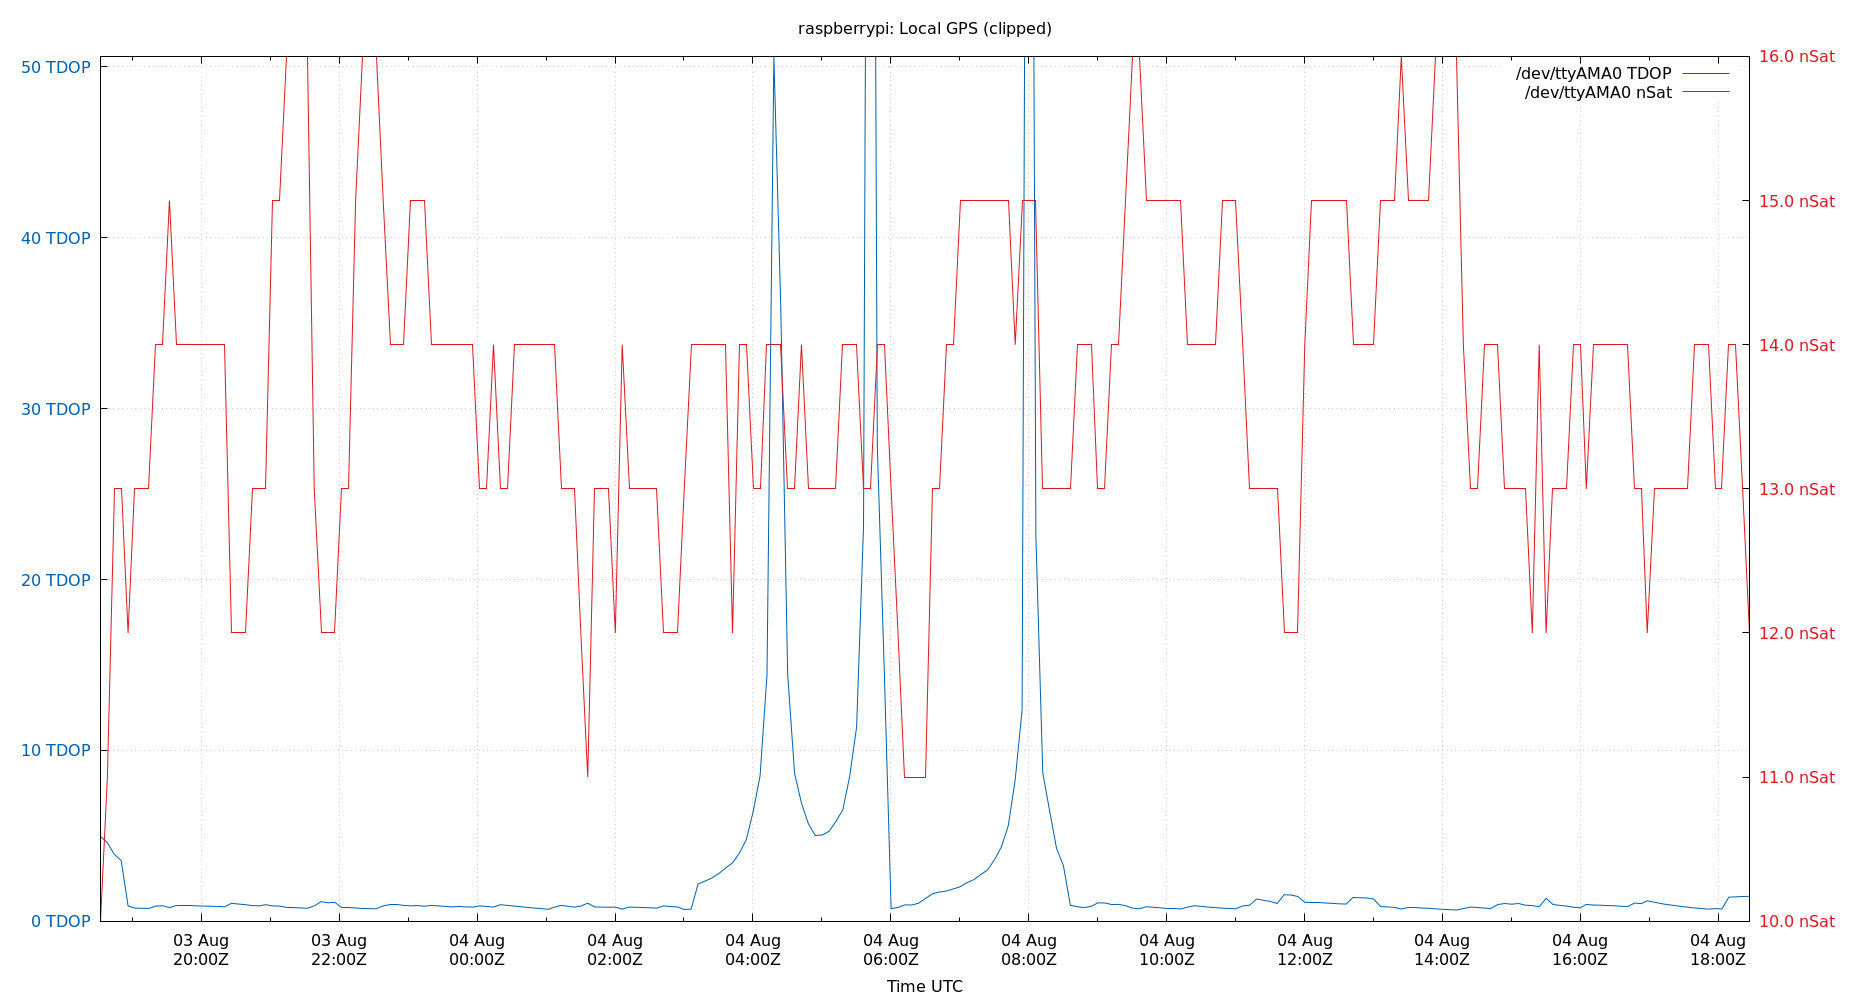 raspberrypi: Local GPS (clipped)
50 TDOP
40 TDOP
30 TDOP
20 TDOP
10 TDOP
0 TDOP
16.0 nSat
15.0 nSat
14.0 nSat
13.0 nSat
12.0 nSat
11.0 nSat
10.0 nSat
/dev/ttyAMA0 TDOP
/dev/ttyAMA0 nSat
03 Aug
20:00Z
03 Aug
22:00Z
04 Aug
00:00Z
04 Aug
02:00Z
04 Aug
04:00Z
04 Aug
06:00Z
04 Aug
08:00Z
04 Aug
10:00Z
04 Aug
12:00Z
04 Aug
14:00Z
04 Aug
16:00Z
04 Aug
18:00Z
Time UTC